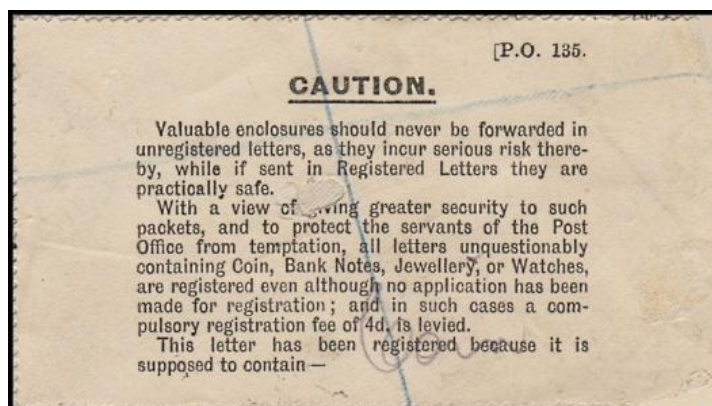 [P.O. 135.
CAUTION.
Valuable enclosures should never be forwarded in
unregistered letters, as they incur serious risk there-
by, while if sent in Registered Letters they are
practically safe.
With a view of giving greater security to such
packets, and to protect the servants of the Post
Office from temptation, all letters unquestionably
containing Coin, Bank Notes, Jewellery, or Watches,
are registered even although no application has been
made for registration; and in such cases a com-
pulsory registration fee of 4d. is levied.
This letter has been registered because it is
supposed to contain—